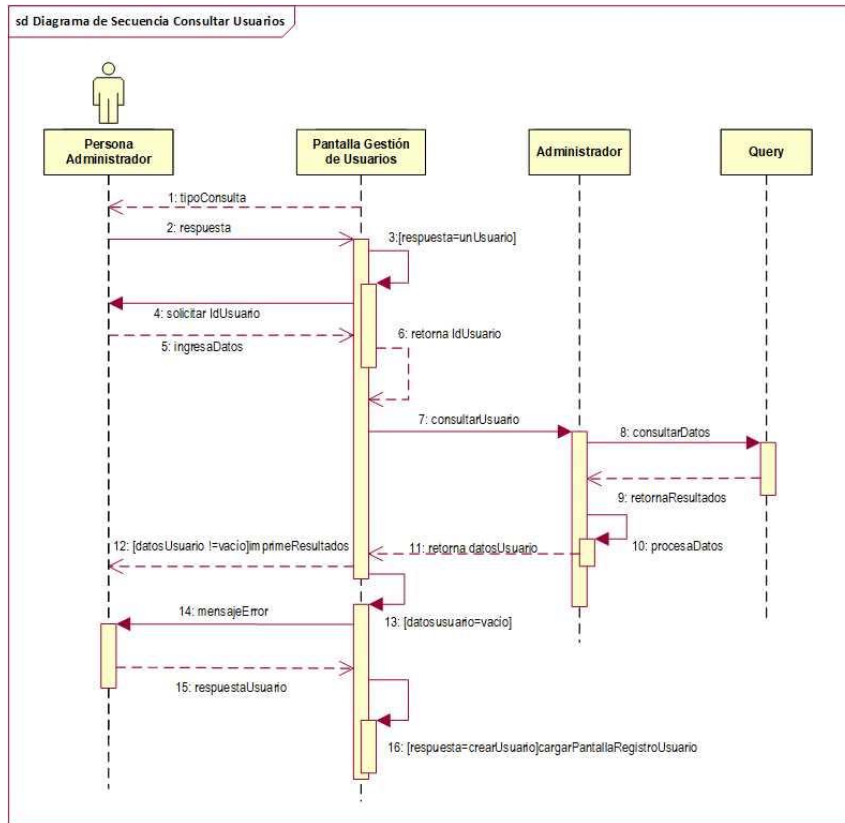 sd Diagrama de Secuencia Consultar Usuarios
Persona
Administrador
Pantalla Gestión
de Usuarios
Administrador
Query
1: tipoConsulta
2: respuesta
3:[respuesta=unUsuario]
4: solicitar IdUsuario
5: ingresaDatos
6: retorna IdUsuario
7: consultarUsuario
8: consultarDatos
9: retornaResultados
10: procesaDatos
11: retorna datosUsuario
12: [datosUsuario !=vacio]imprimeResultados
13: [datosusuario=vacio]
14: mensajeError
15: respuestaUsuario
16: [respuesta=crearUsuario]cargarPantallaRegistroUsuario